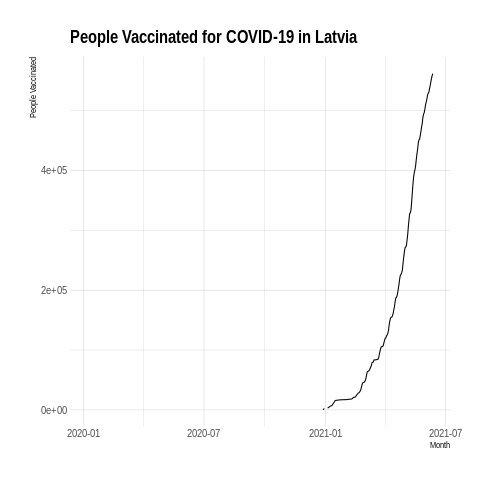 People Vaccinated for COVID-19 in Latvia
People Vaccinated
4e+05
2e+05
0e+00
2020-01
2020-07
2021-01
2021-07
Month